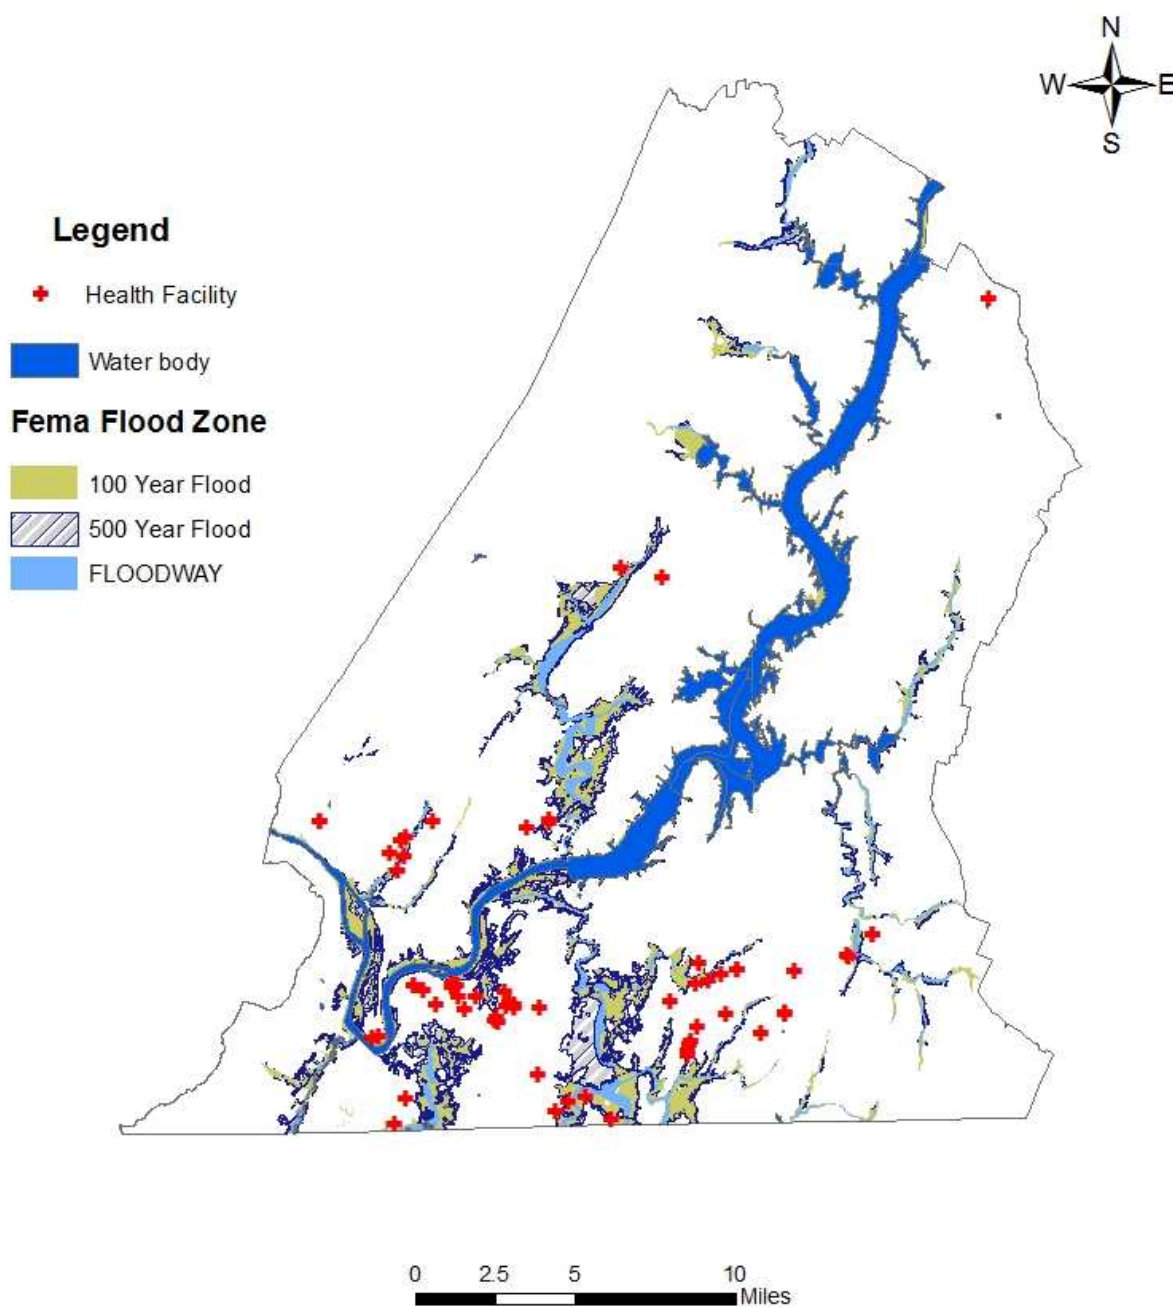 N
W E
S
Legend
Health Facility
Water body
Fema Flood Zone
100 Year Flood
500 Year Flood
FLOODWAY
0 2.5 5 10
Miles